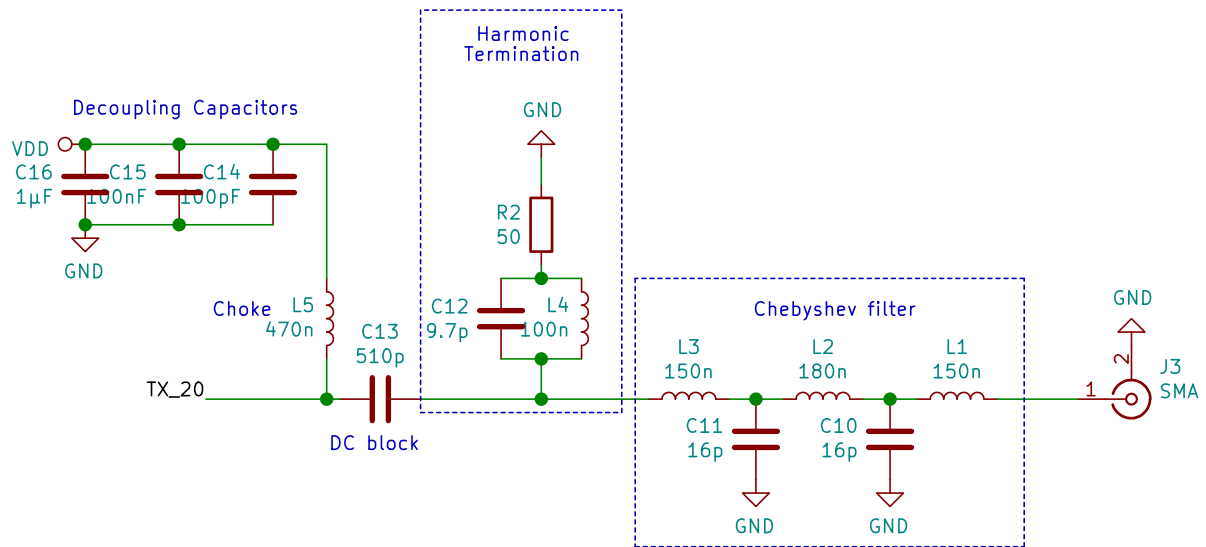 Harmonic
Termination
Decoupling Capacitors
GND
VDD
C16
1µF
C15
100nF
C14
100pF
GND
R2
50
Choke
L5
470n
C13
510p
C12
9.7p
L4
100n
TX_20
DC block
Chebyshev filter
L3
150n
L2
180n
L1
150n
C11
16p
C10
16p
GND
GND
GND
2
1
J3
SMA